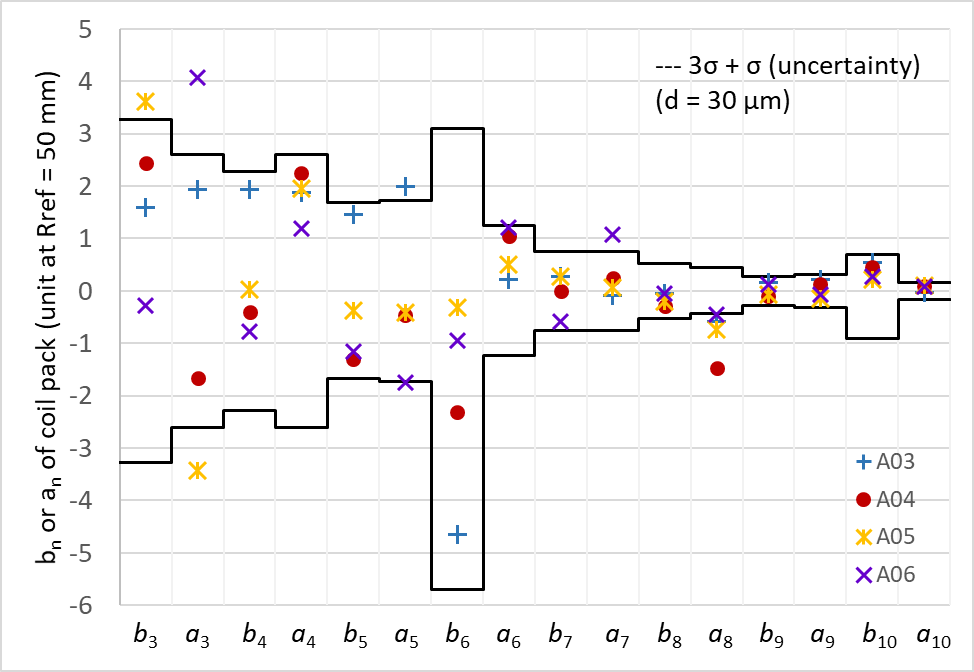 5
4
3
2
1
0
-1
-2
-3
-4
-5
-6
bn or an of coil pack (unit at Rref = 50 mm)
--- 3σ + σ (uncertainty)
(d = 30 µm)
A03
A04
A05
A06
b3 a3 b4 a4 b5 a5 b6 a6 b7 a7 b8 a8 b9 a9 b10 a10